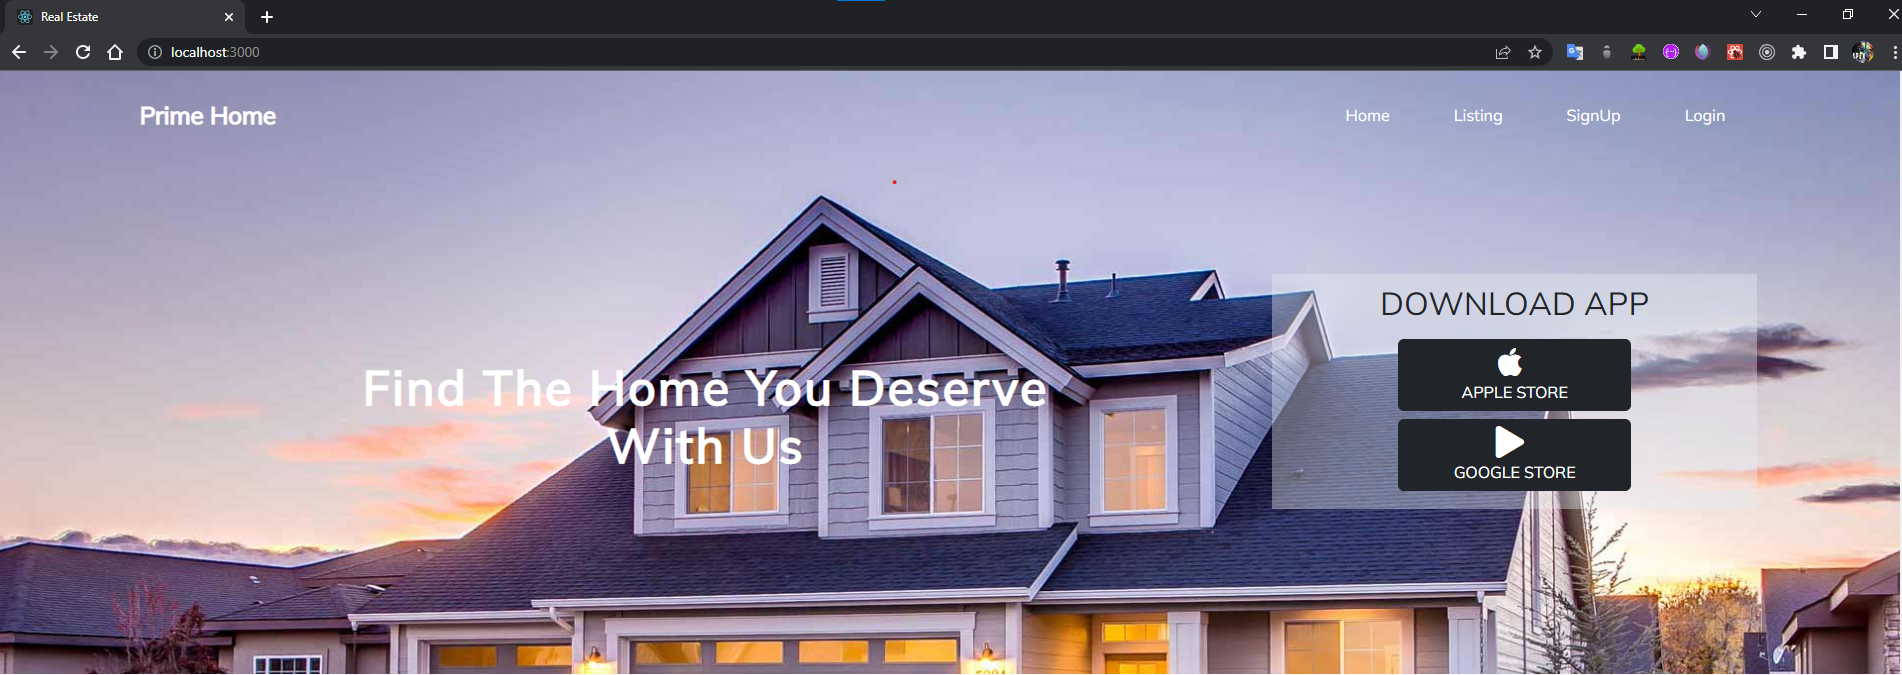 Real Estate
localhost:3000
Prime Home
Home
Listing
SignUp
Login
DOWNLOAD APP
APPLE STORE
GOOGLE STORE
Find The Home You Deserve
With Us